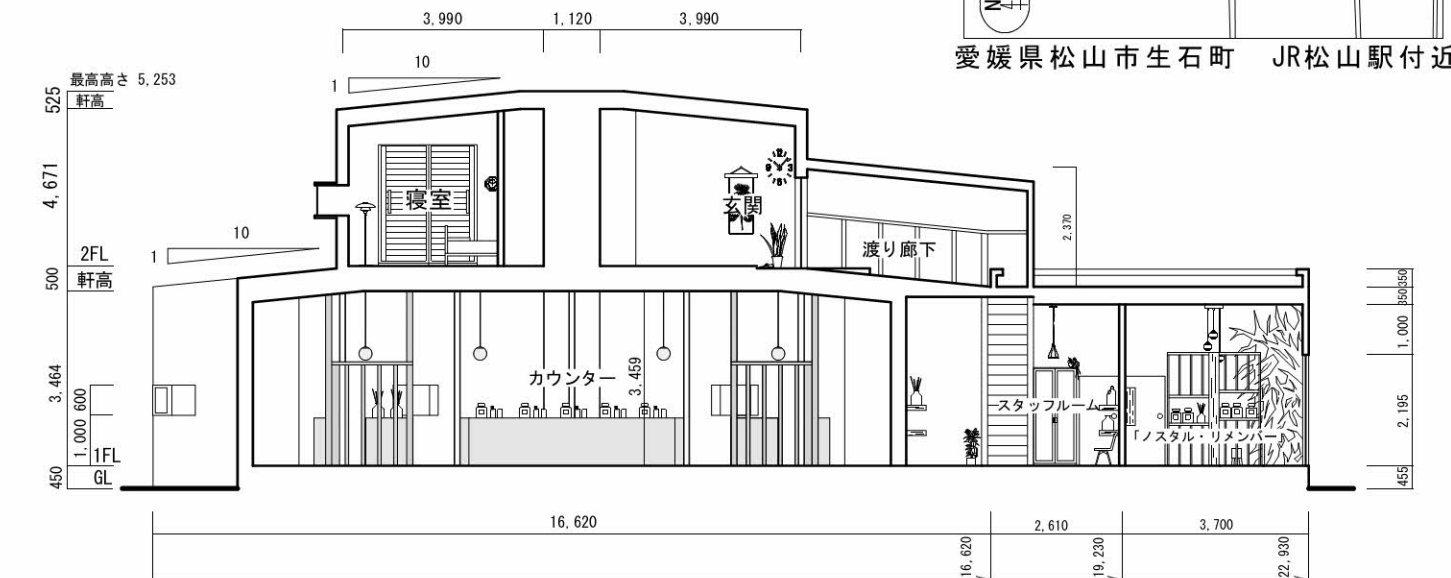 3,990
1,120
3,990
N
愛媛県松山市生石町 JR松山駅付近
最高高さ 5,253
1
10
525
軒高
4,671
寝室
12
3
6
9
玄関
渡り廊下
2,370
1
10
2FL
500
軒高
350
350
1,000
3,464
600
1,000
カウンター
3,459
スタッフルーム
「ノスタル・リメンバー」
2,195
1FL
450
GL
455
16,620
2,610
3,700
16,620
19,230
22,930